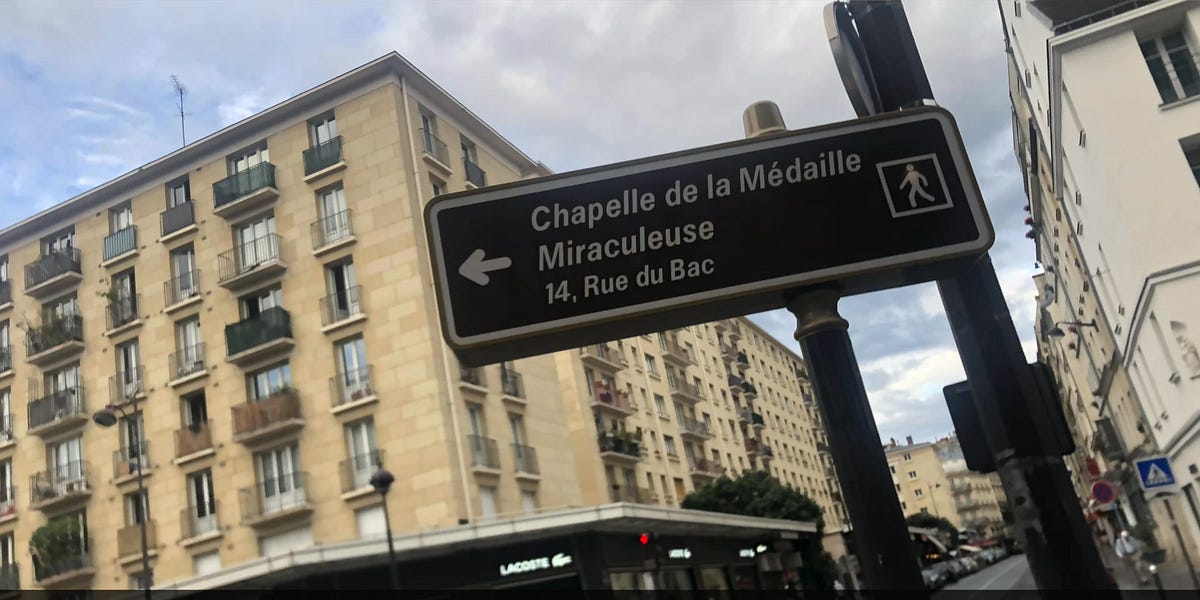 Chapelle de la Médaille
Miraculeuse
14, Rue du Bac
LACOSTE